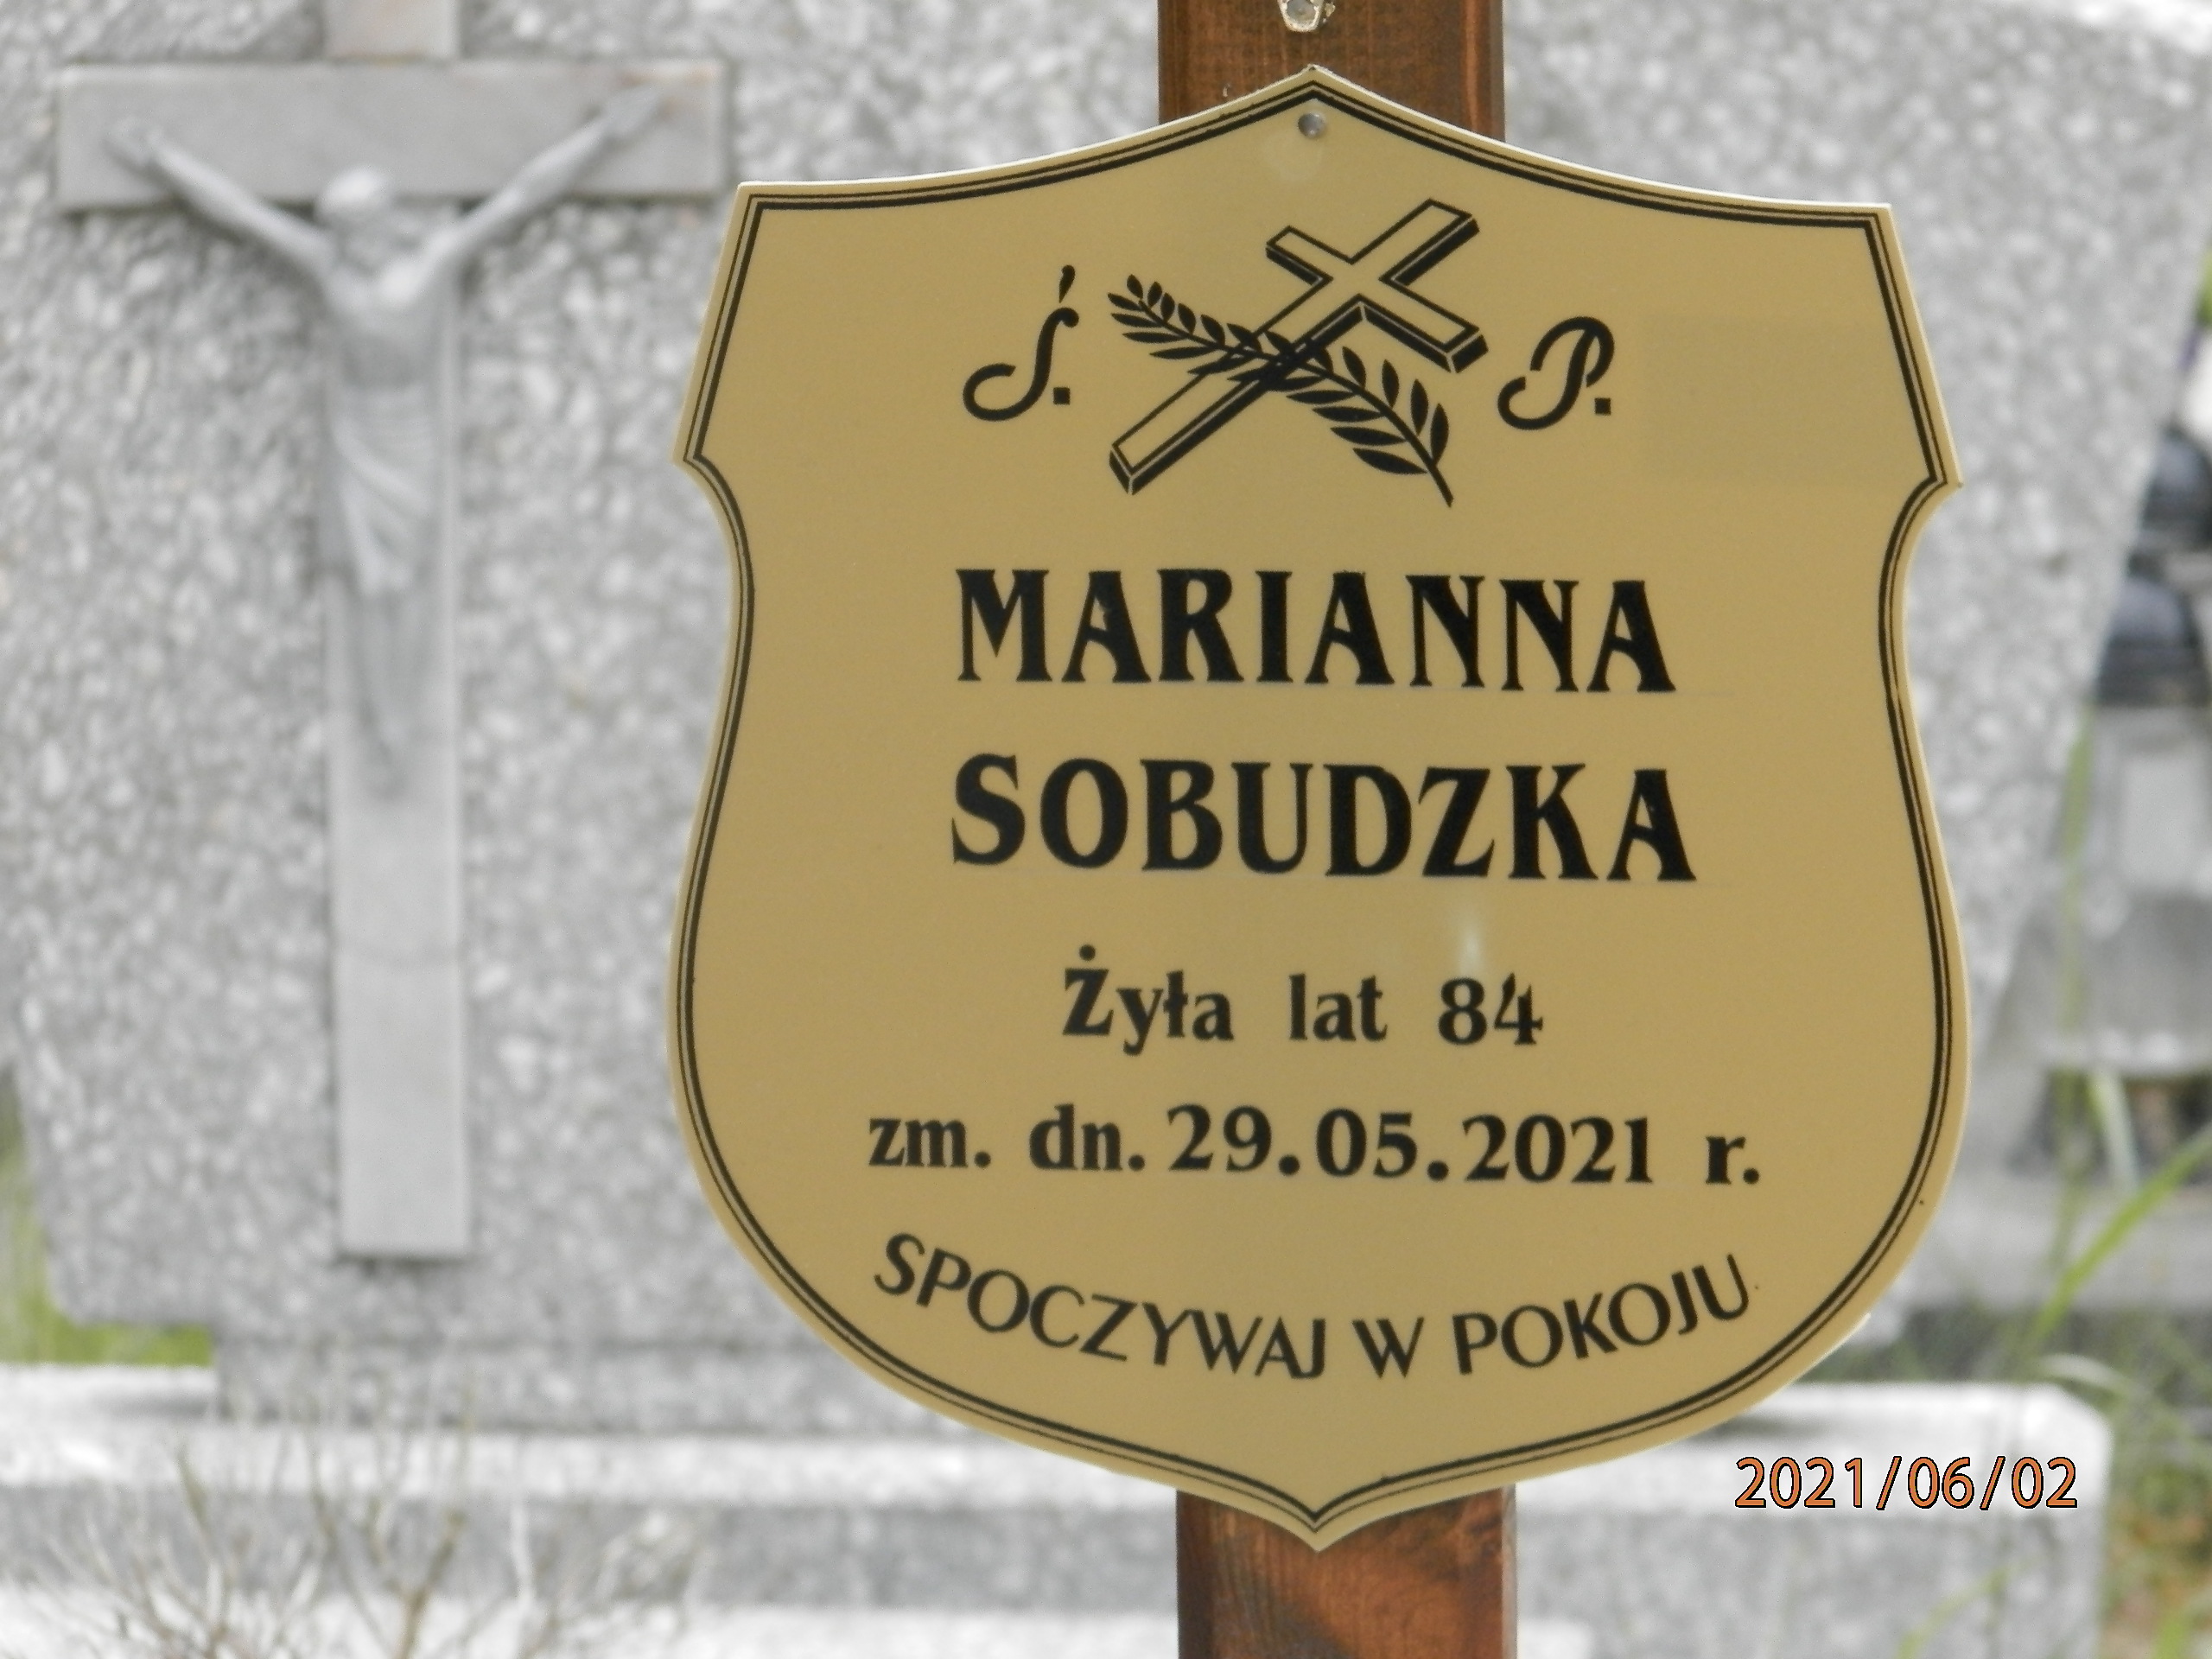 Ś. P.
MARIANNA
SOBUDZKA
Żyła lat 84
zm. dn. 29.05.2021 r.
SPOCZYWAJ W POKOJU
2021/06/02